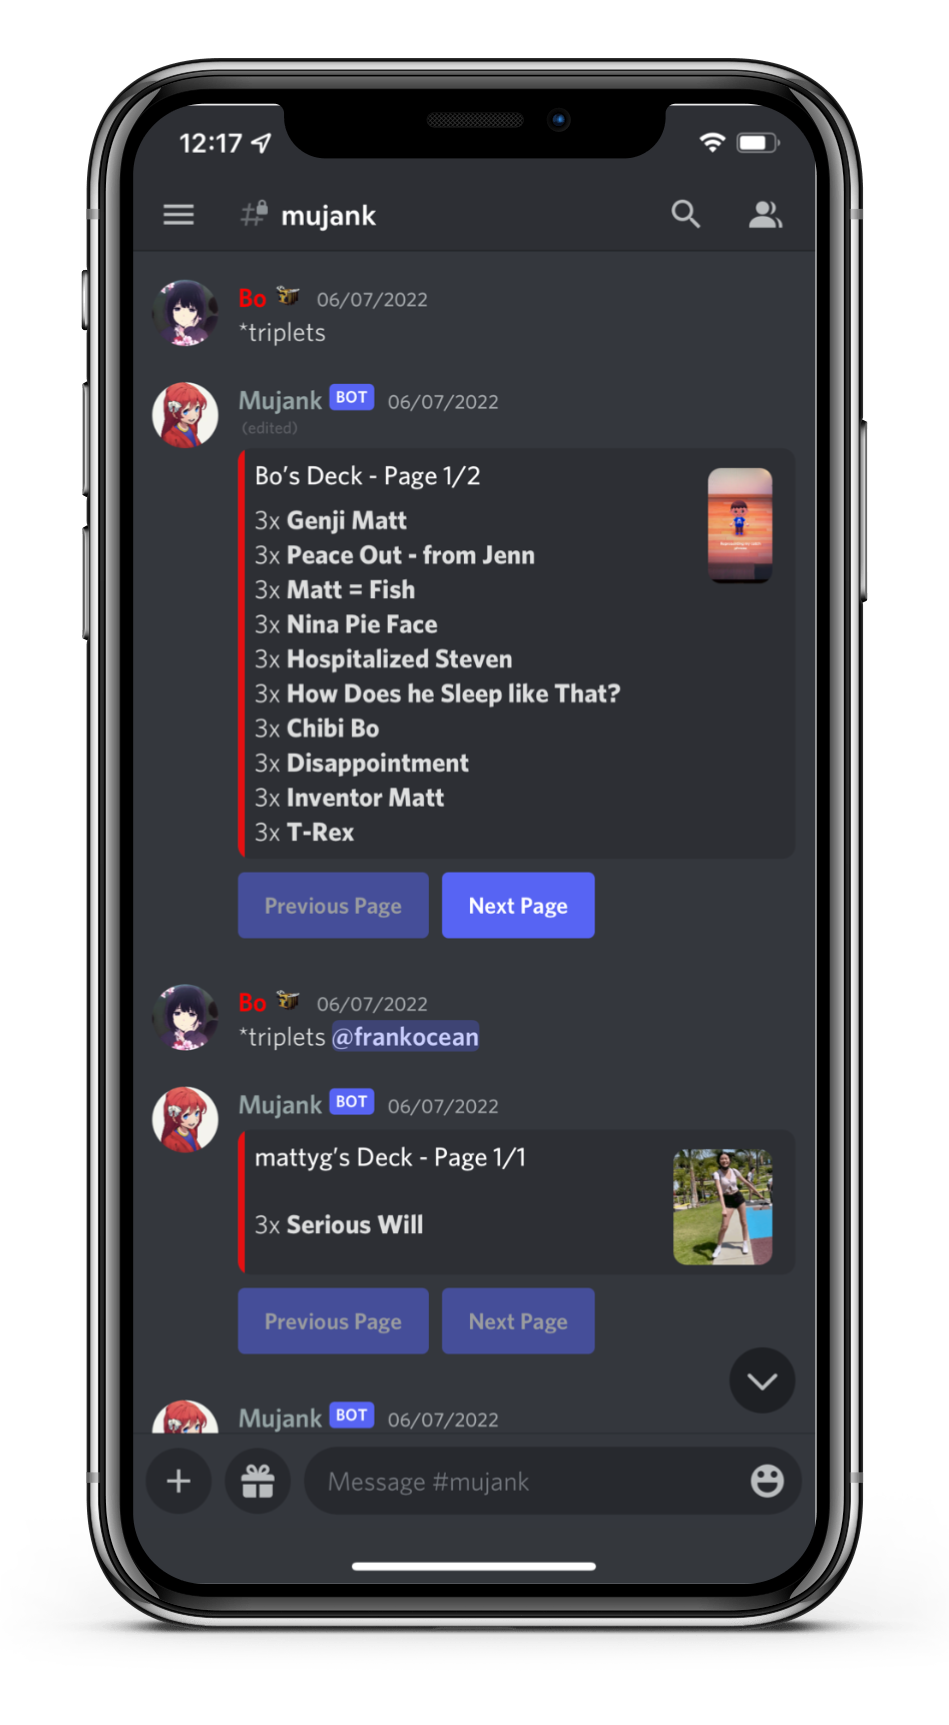 12:17
mujank
Bo 06/07/2022
*triplets
Mujank BOT 06/07/2022
(edited)
Bo's Deck - Page 1/2
3x Genji Matt
3x Peace Out - from Jenn
3x Matt = Fish
3x Nina Pie Face
3x Hospitalized Steven
3x How Does he Sleep like That?
3x Chibi Bo
3x Disappointment
3x Inventor Matt
3x T-Rex
Previous Page Next Page
Bo 06/07/2022
*triplets @frankocean
Mujank BOT 06/07/2022
mattyg's Deck - Page 1/1
3x Serious Will
Previous Page Next Page
Mujank BOT 06/07/2022
Message #mujank